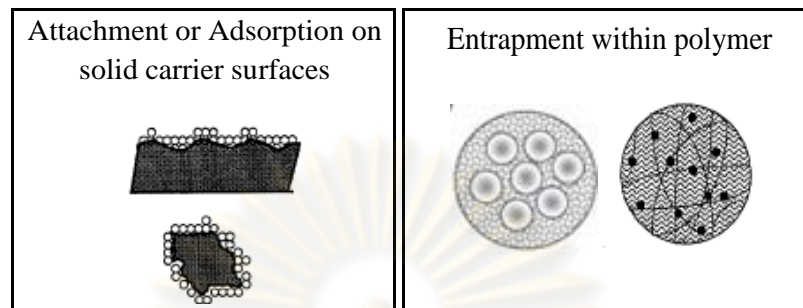 Attachment or Adsorption on
solid carrier surfaces
Entrapment within polymer